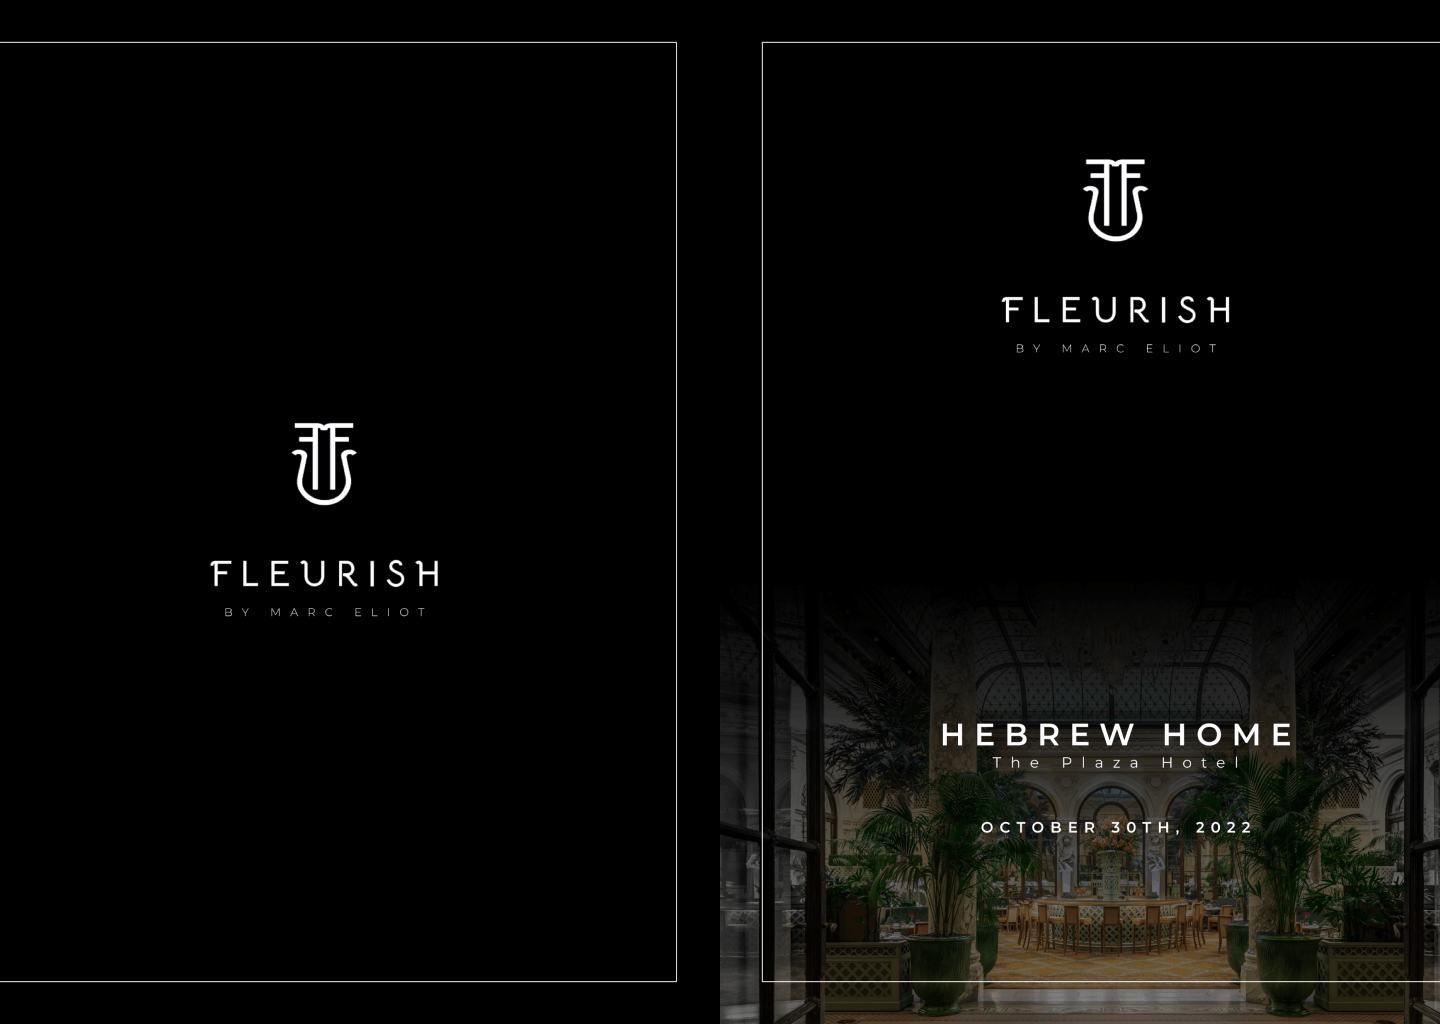 FLEURISH
BY MARC ELIOT
FLEURISH
BY MARC ELIOT
HEBREW HOME
The Plaza Hotel
OCTOBER 30TH, 2022